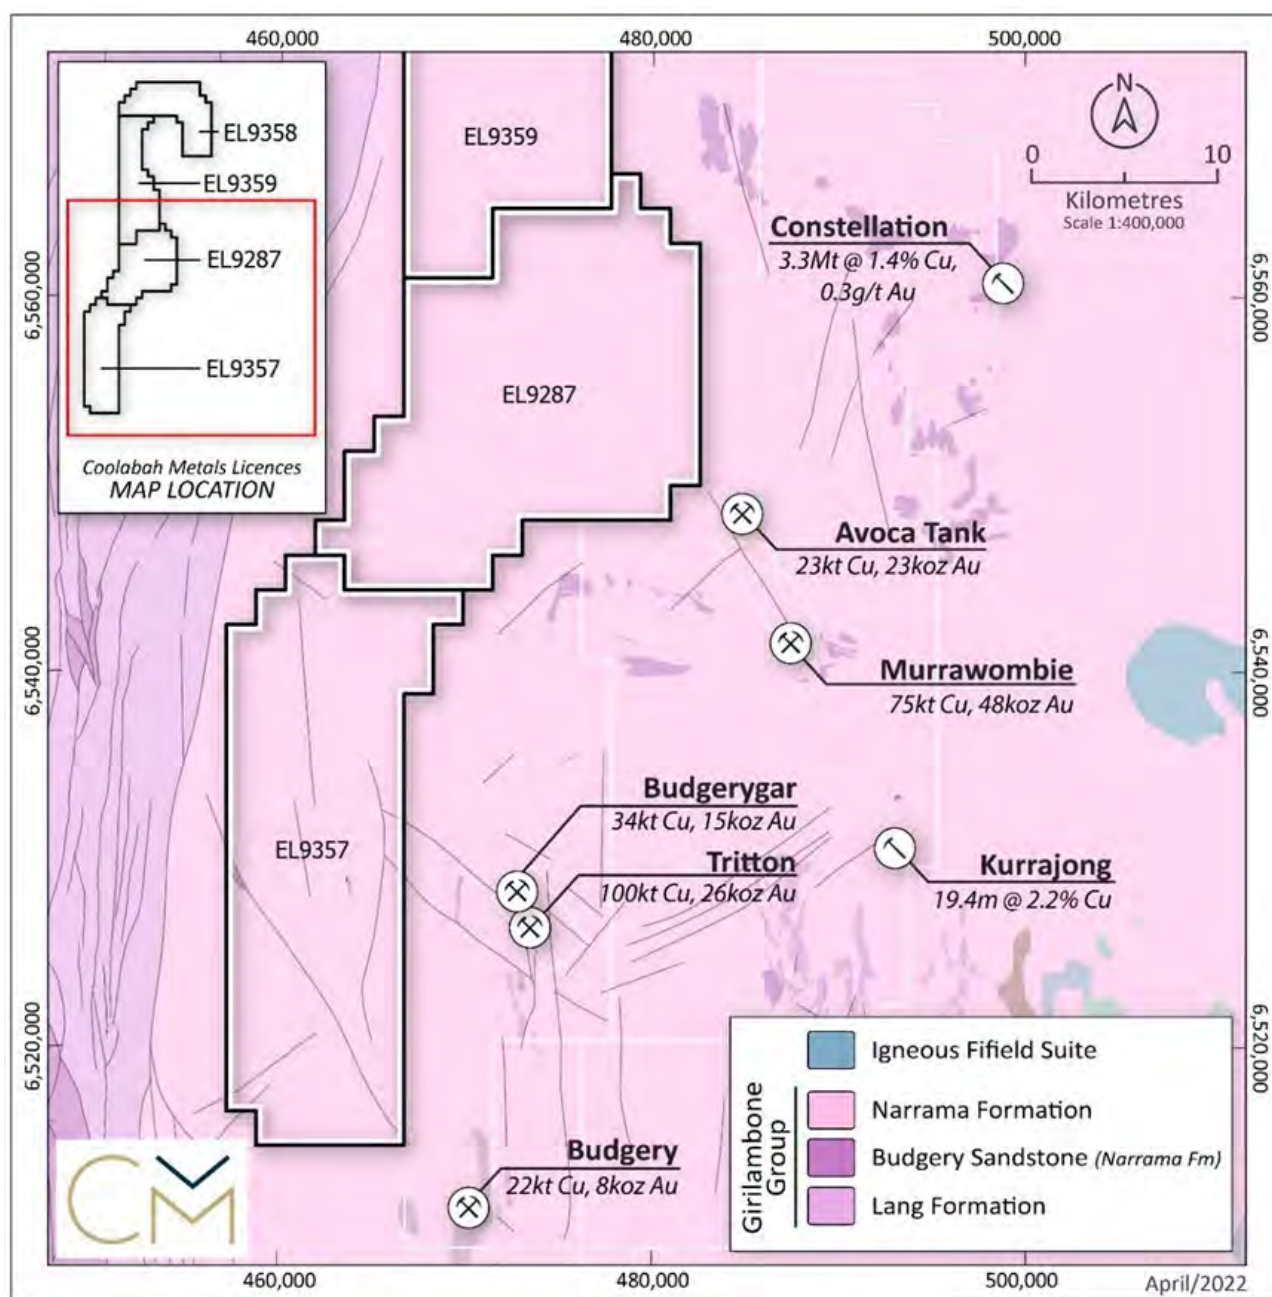 460,000
480,000
500,000
EL9358
EL9359
EL9287
EL9357
Coolabah Metals Licences
MAP LOCATION
EL9359
N
0
10
Kilometres
Scale 1:400,000
Constellation
3.3Mt @ 1.4% Cu,
0.3g/t Au
6,560,000
6,560,000
EL9287
Avoca Tank
23kt Cu, 23koz Au
6,540,000
6,540,000
Murrawombie
75kt Cu, 48koz Au
Budgerygar
34kt Cu, 15koz Au
EL9357
Tritton
100kt Cu, 26koz Au
Kurrajong
19.4m @ 2.2% Cu
6,520,000
6,520,000
Igneous Fifield Suite
Girilambone
Group
Narrama Formation
Budgery Sandstone (Narrama Fm)
Lang Formation
Budgery
22kt Cu, 8koz Au
CM
460,000
480,000
500,000
April/2022